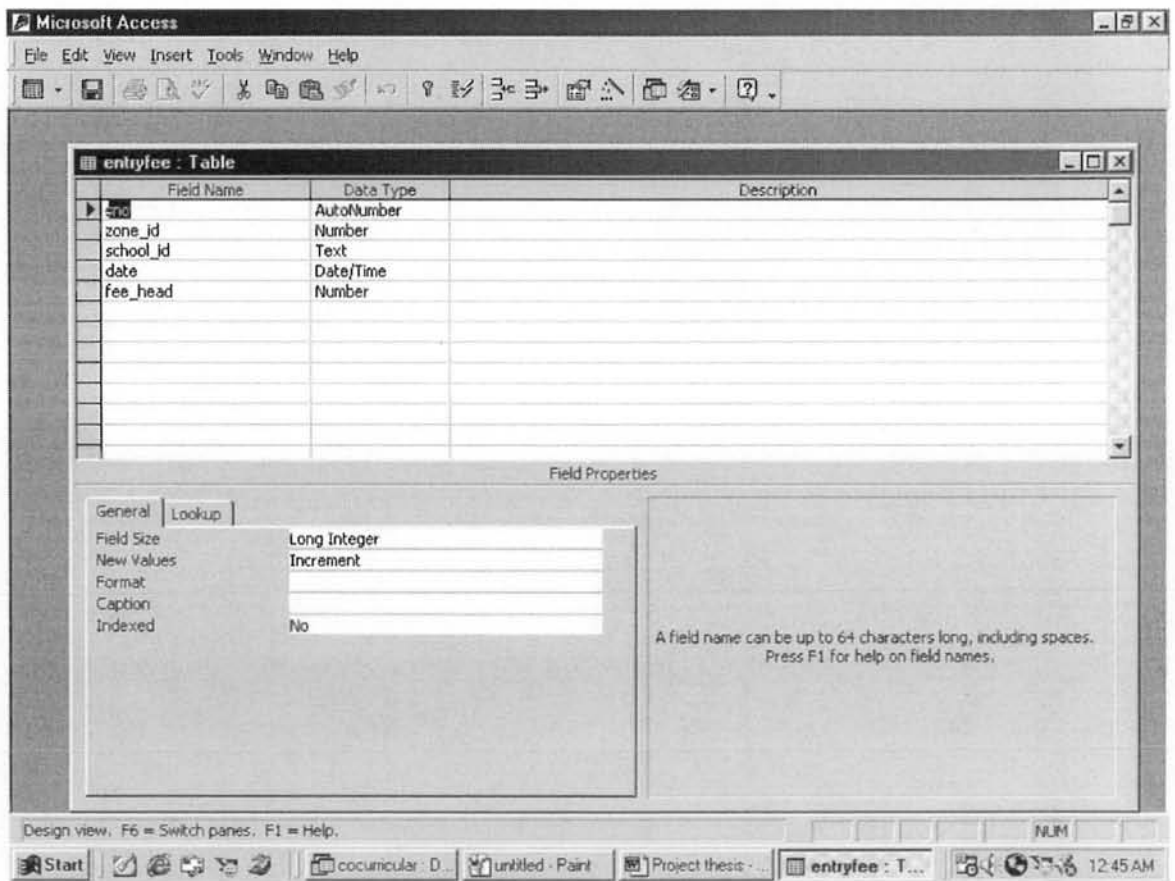 Microsoft Access
File Edit View Insert Tools Window Help
entryfee : Table
Field Name Data Type Description
eno AutoNumber
zone_id Number
school_id Text
date Date/Time
fee_head Number
Field Properties
General Lookup
Field Size Long Integer
New Values Increment
Format
Caption
Indexed No
A field name can be up to 64 characters long, including spaces.
Press F1 for help on field names.
Design view. F6 = Switch panes. F1 = Help. NUM
Start cocurricular : D... untitled - Paint Project thesis - ... entryfee : T... 12:45 AM